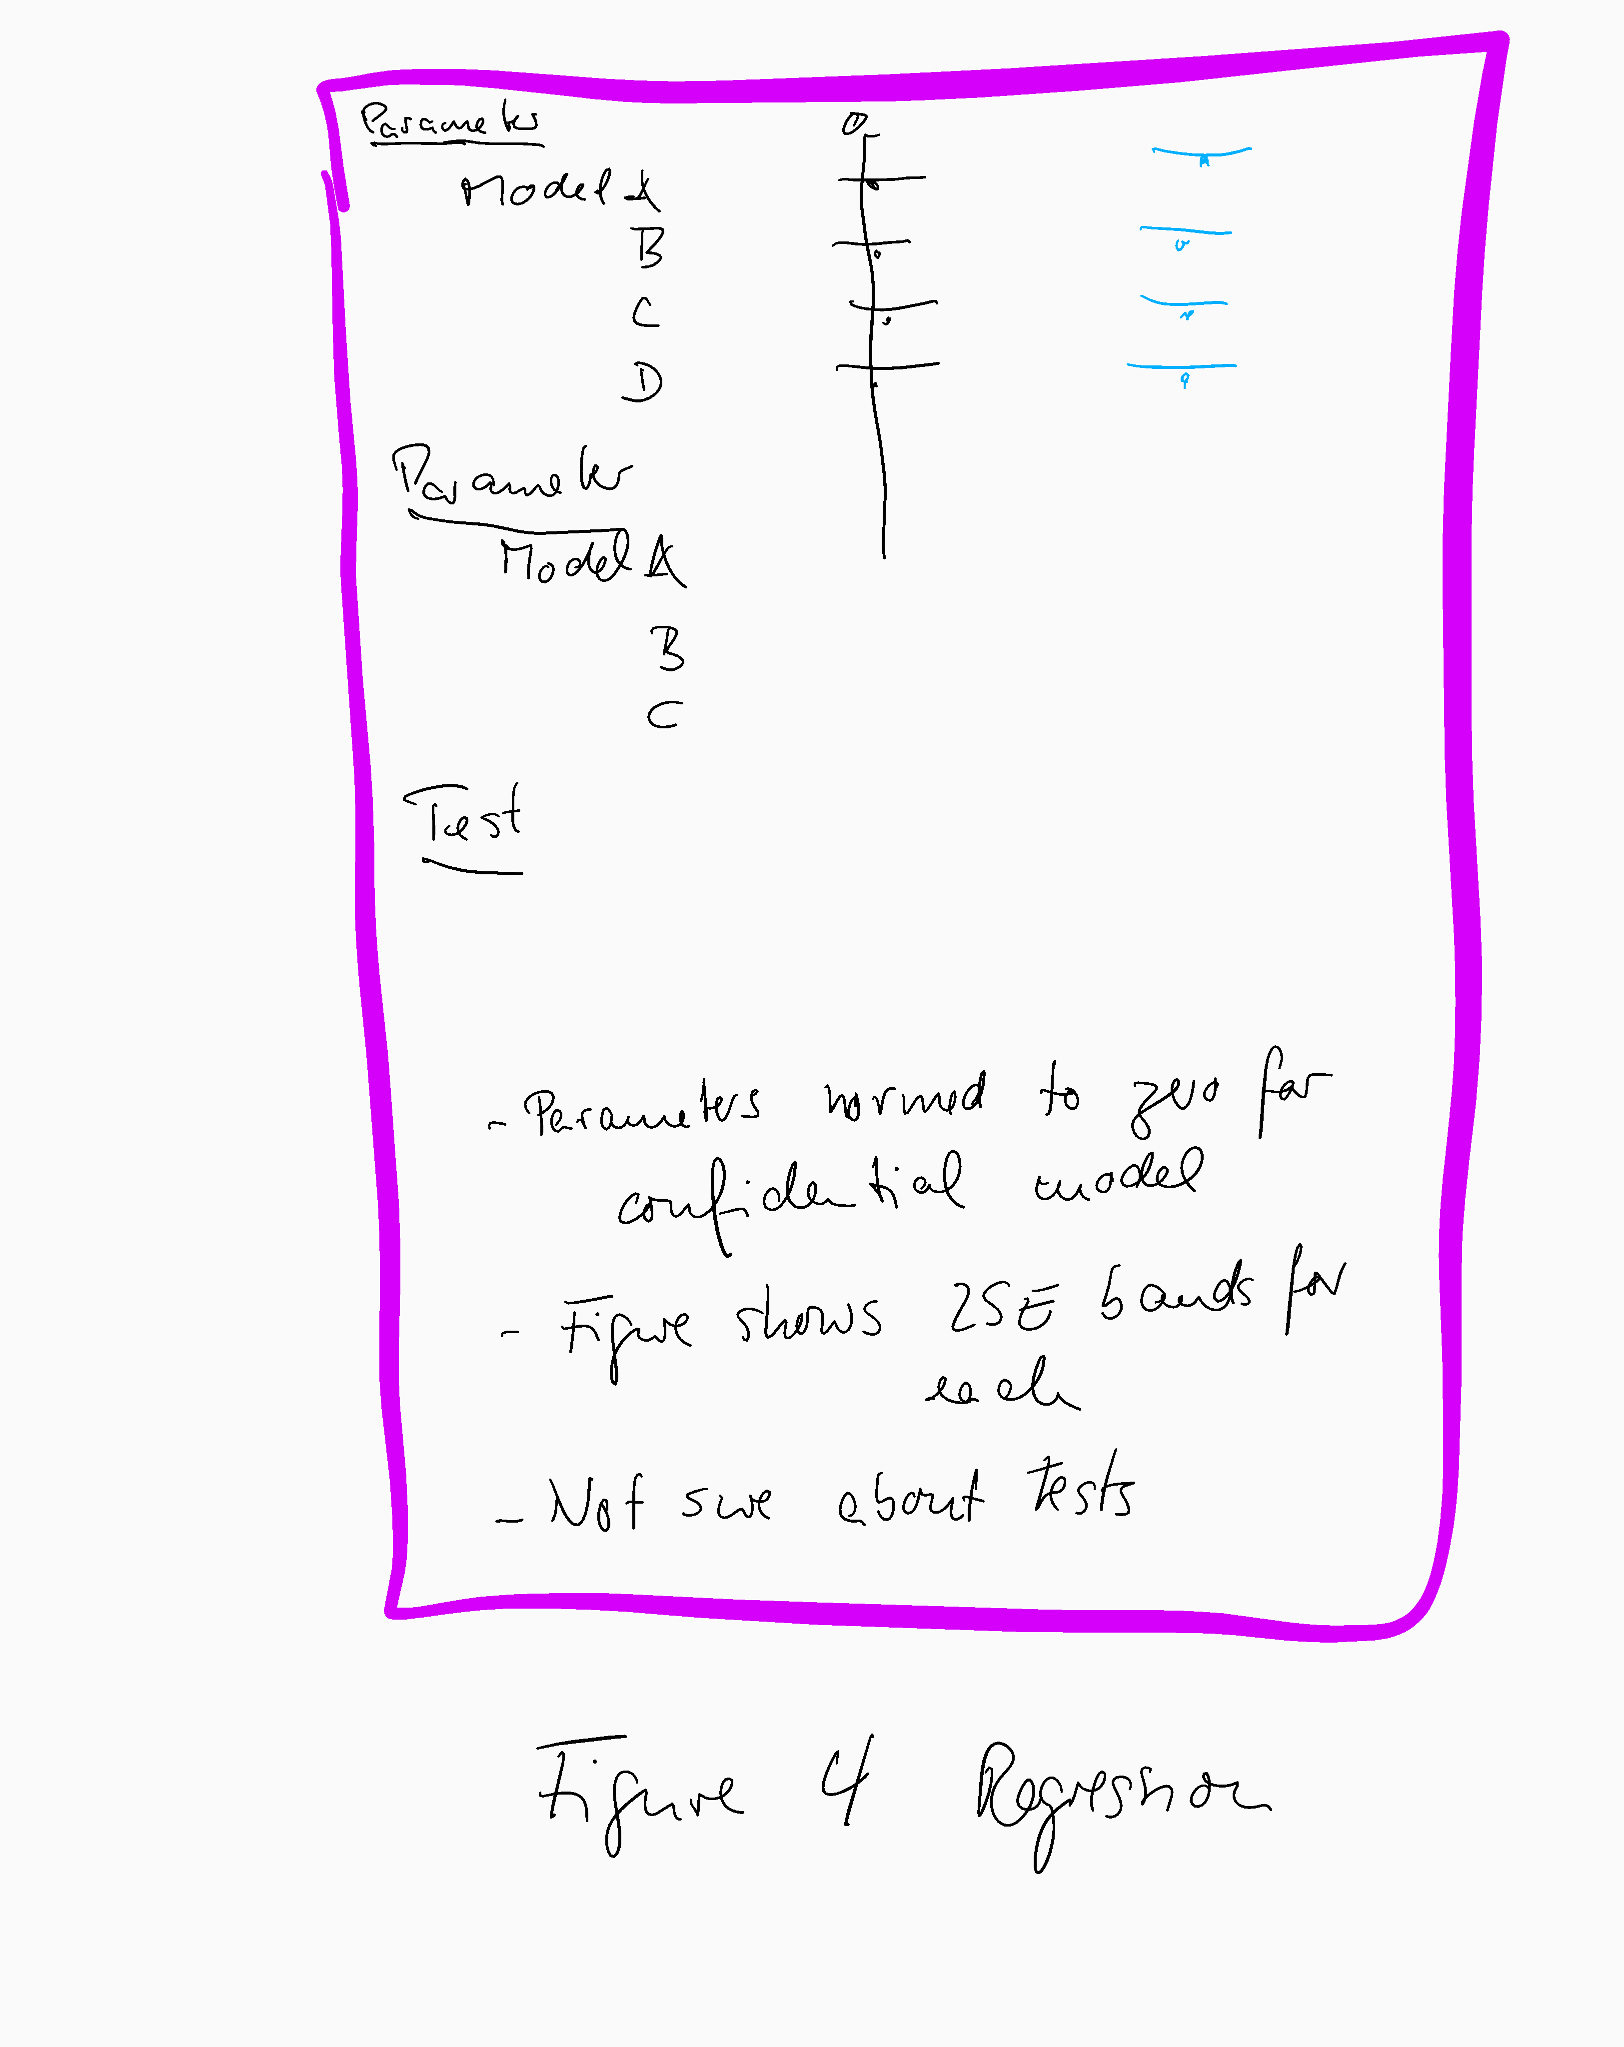 Parameter
0
Model A
B
C
D
Parameter
Model A
B
C
Test
- Parameters normed to zero for
confidential model
- Figure shows 2SE bands for
each
- Not sure about tests
Figure 4 Regression